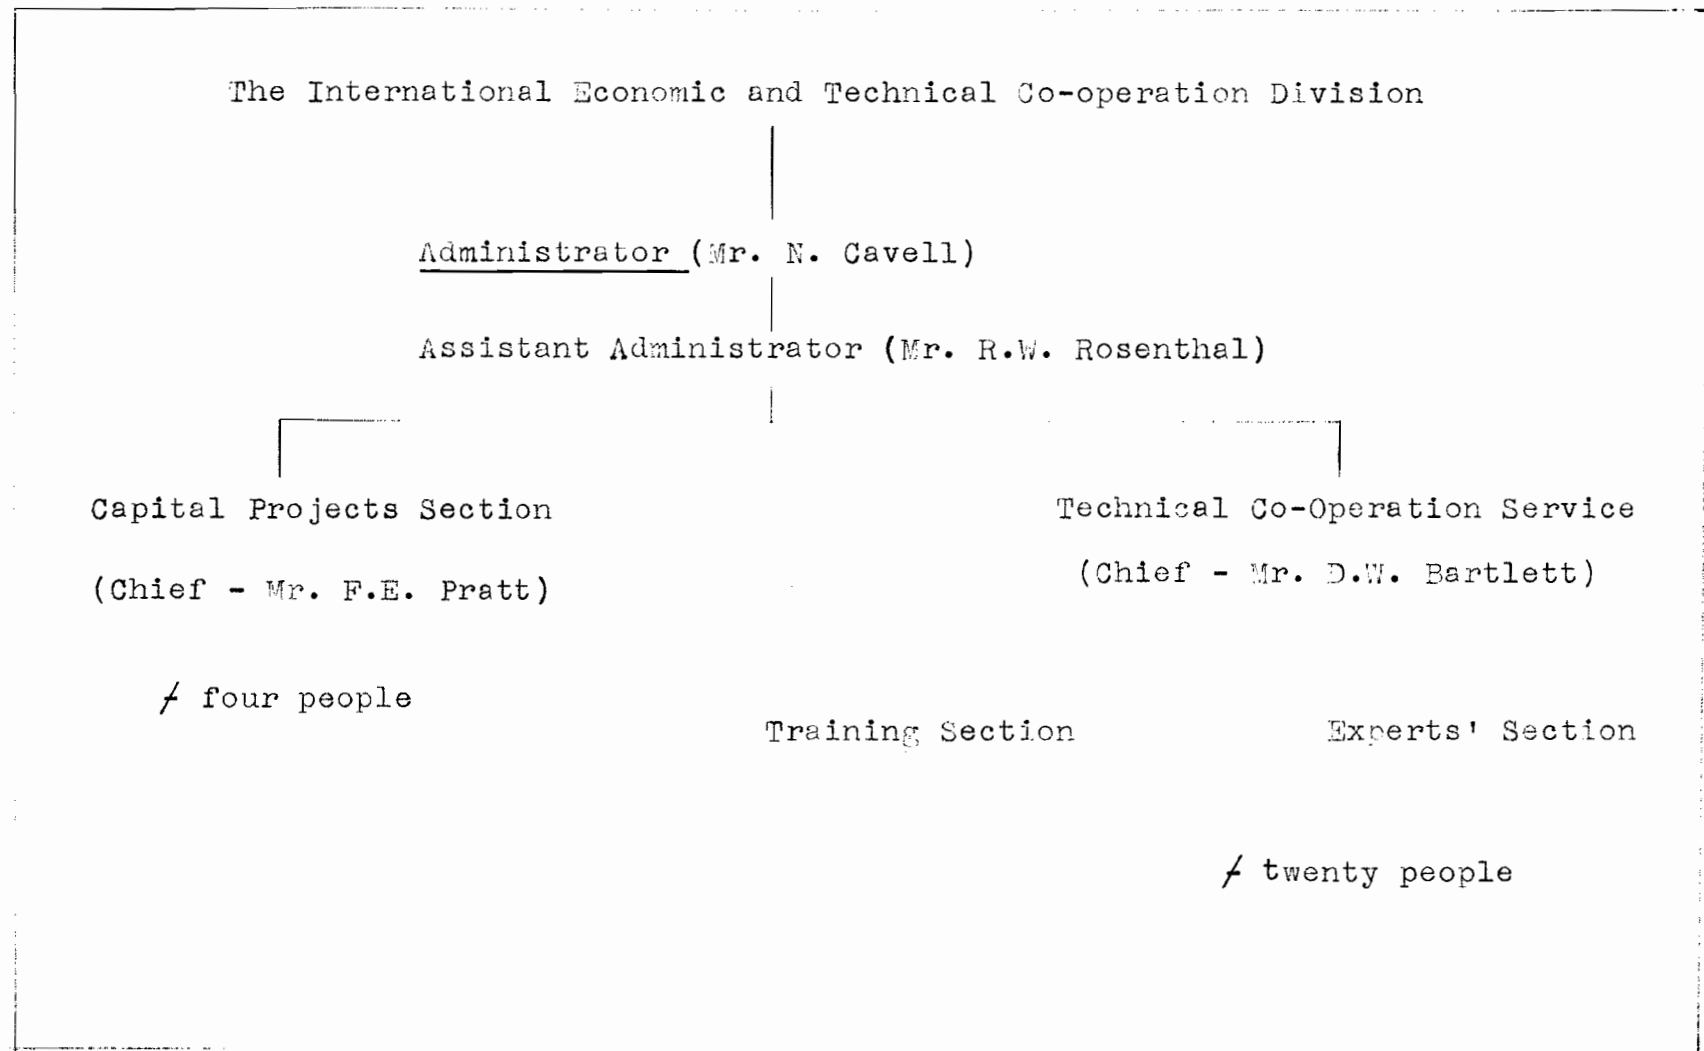 The International Economic and Technical Co-operation Division
Administrator (Mr. N. Cavell)
Assistant Administrator (Mr. R.W. Rosenthal)
Capital Projects Section
(Chief - Mr. F.E. Pratt)
≠ four people
Technical Co-Operation Service
(Chief - Mr. D.W. Bartlett)
Training Section
Experts' Section
≠ twenty people